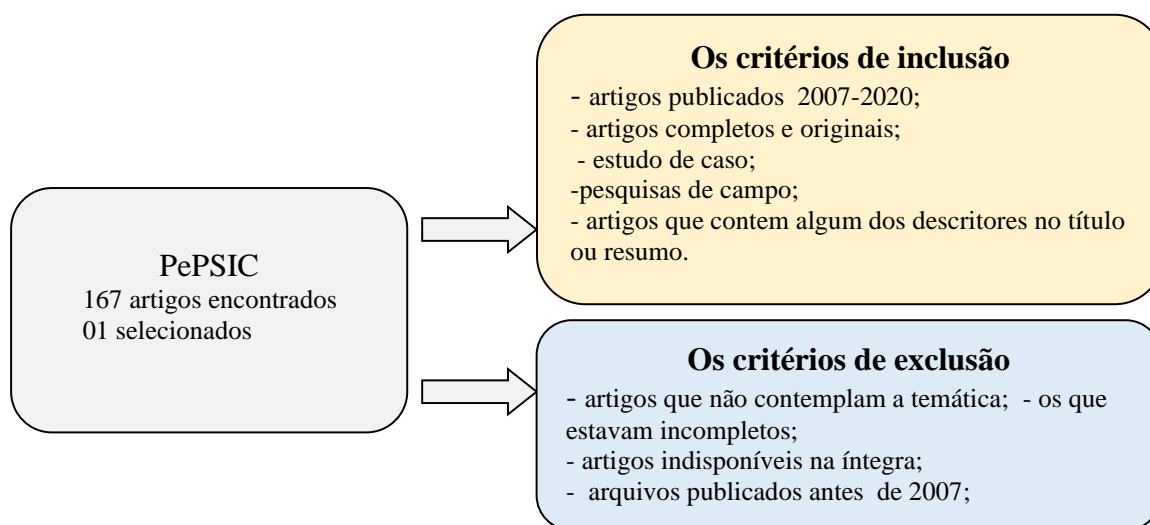 PePSIC
167 artigos encontrados
01 selecionados
Os critérios de inclusão
- artigos publicados 2007-2020;
- artigos completos e originais;
- estudo de caso;
-pesquisas de campo;
- artigos que contem algum dos descritores no título
ou resumo.
Os critérios de exclusão
- artigos que não contemplam a temática; - os que
estavam incompletos;
- artigos indisponíveis na íntegra;
- arquivos publicados antes de 2007;